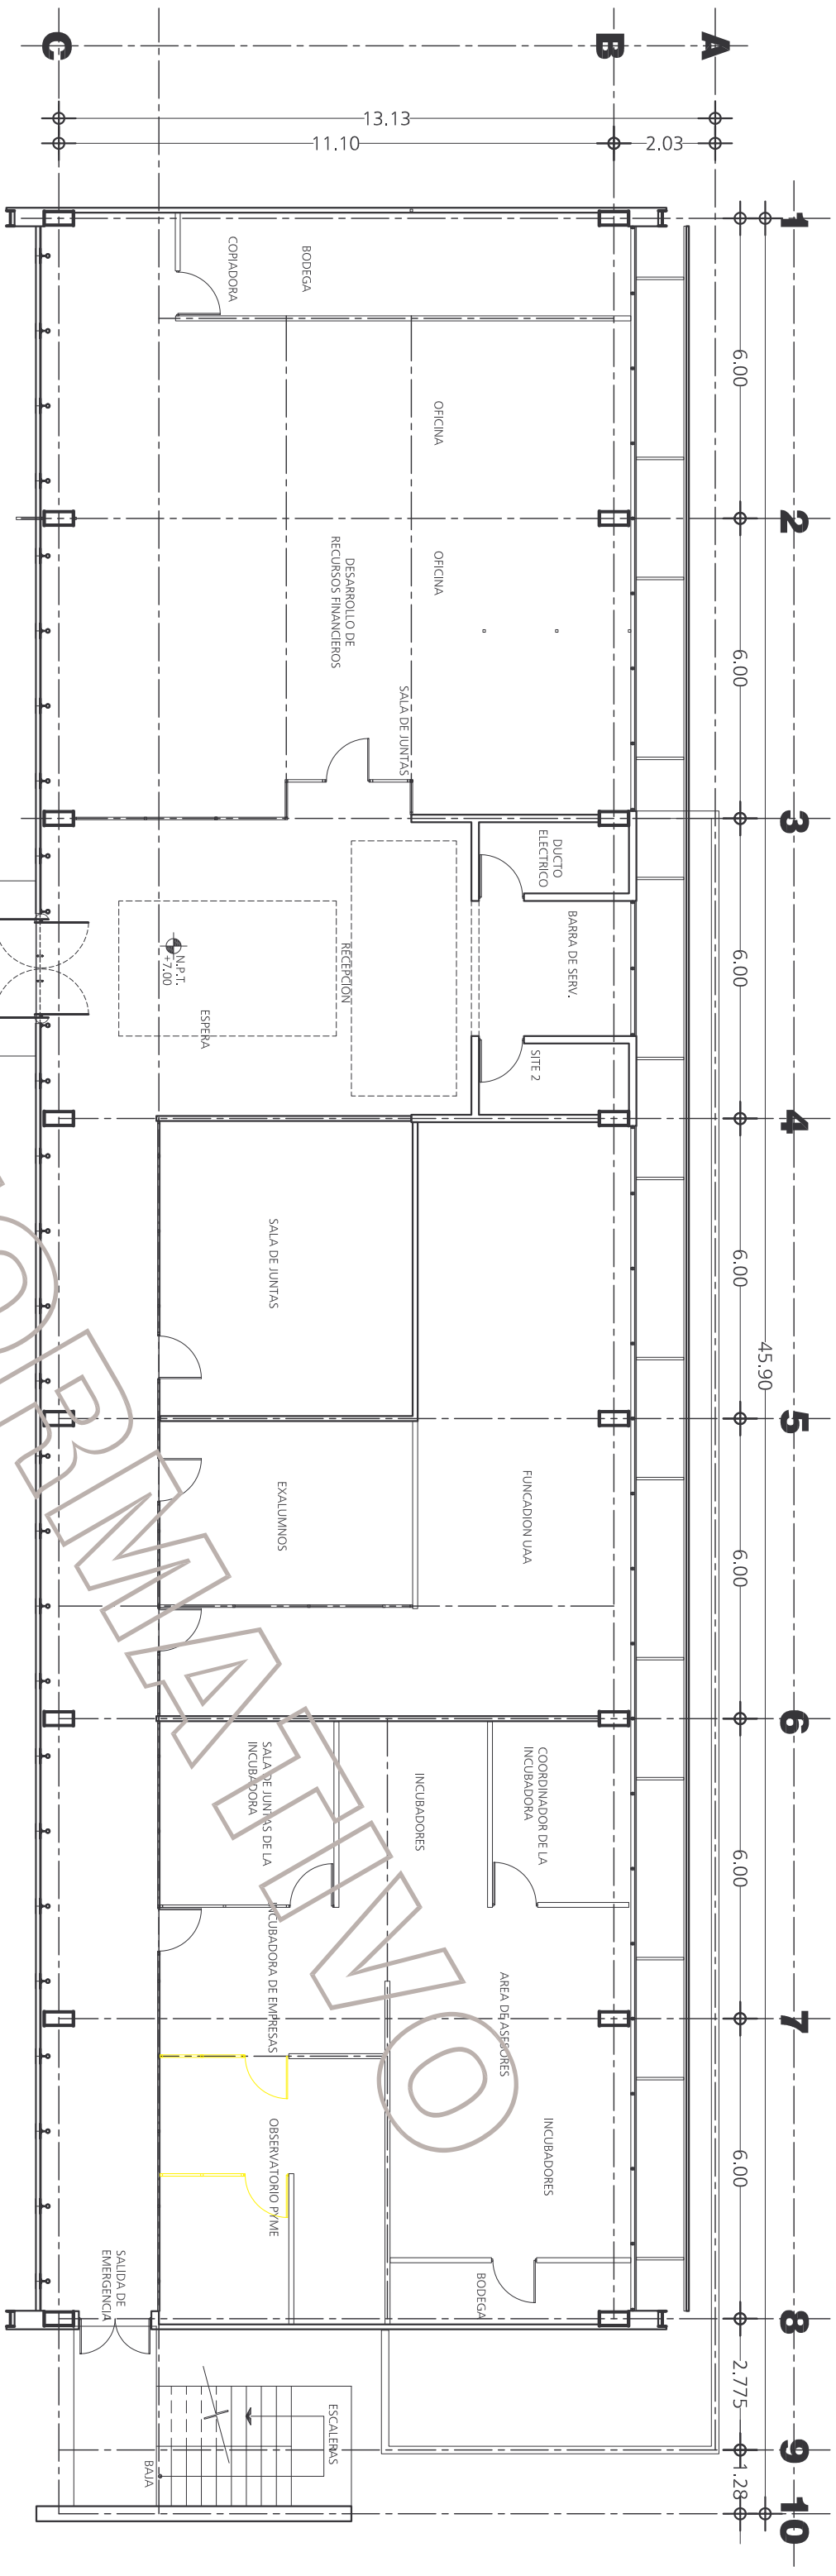 1
2
3
4
5
6
7
8
9
10
6.00
6.00
6.00
6.00
6.00
6.00
6.00
2.775
1.28
45.90
A
B
C
2.03
11.10
13.13
BODEGA
COPIADORA
OFICINA
OFICINA
DESARROLLO DE
RECURSOS FINANCIEROS
SALA DE JUNTAS
DUCTO
ELECTRICO
BARRA DE SERV.
SITE 2
RECEPCION
N.P.T.
+7.00
ESPERA
SALA DE JUNTAS
EXALUMNOS
FUNCADION UAA
COORDINADOR DE LA
INCUBADORA
INCUBADORES
SALA DE JUNTAS DE LA
INCUBADORA
INCUBADORA DE EMPRESAS
AREA DE ASESORES
INCUBADORES
OBSERVATORIO PYME
BODEGA
SALIDA DE
EMERGENCIA
ESCALERAS
BAJA
ORMATIVO